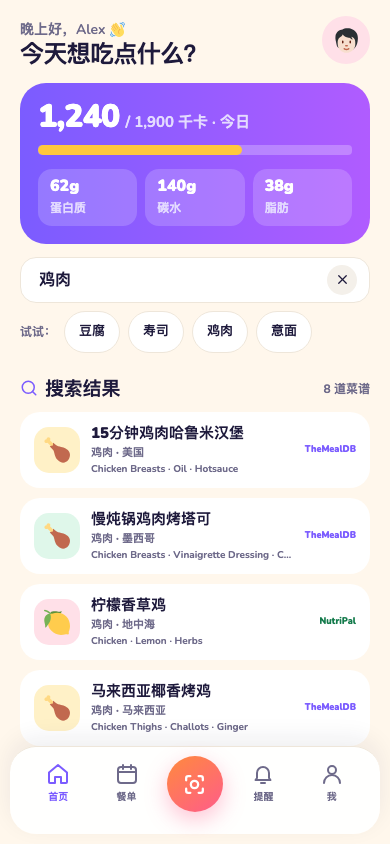 晚上好，Alex 👋
今天想吃点什么?
1,240 / 1,900 千卡 · 今日
62g
蛋白质
140g
碳水
38g
脂肪
鸡肉
试试：
豆腐
寿司
鸡肉
意面
搜索结果
8 道菜谱
15分钟鸡肉哈鲁米汉堡
鸡肉 · 美国
Chicken Breasts · Oil · Hotsauce
TheMealDB
慢炖锅鸡肉烤塔可
鸡肉 · 墨西哥
Chicken Breasts · Vinaigrette Dressing · C...
TheMealDB
柠檬香草鸡
鸡肉 · 地中海
Chicken · Lemon · Herbs
NutriPal
马来西亚椰香烤鸡
鸡肉 · 马来西亚
Chicken Thighs · Challots · Ginger
TheMealDB
首页
餐单
提醒
我